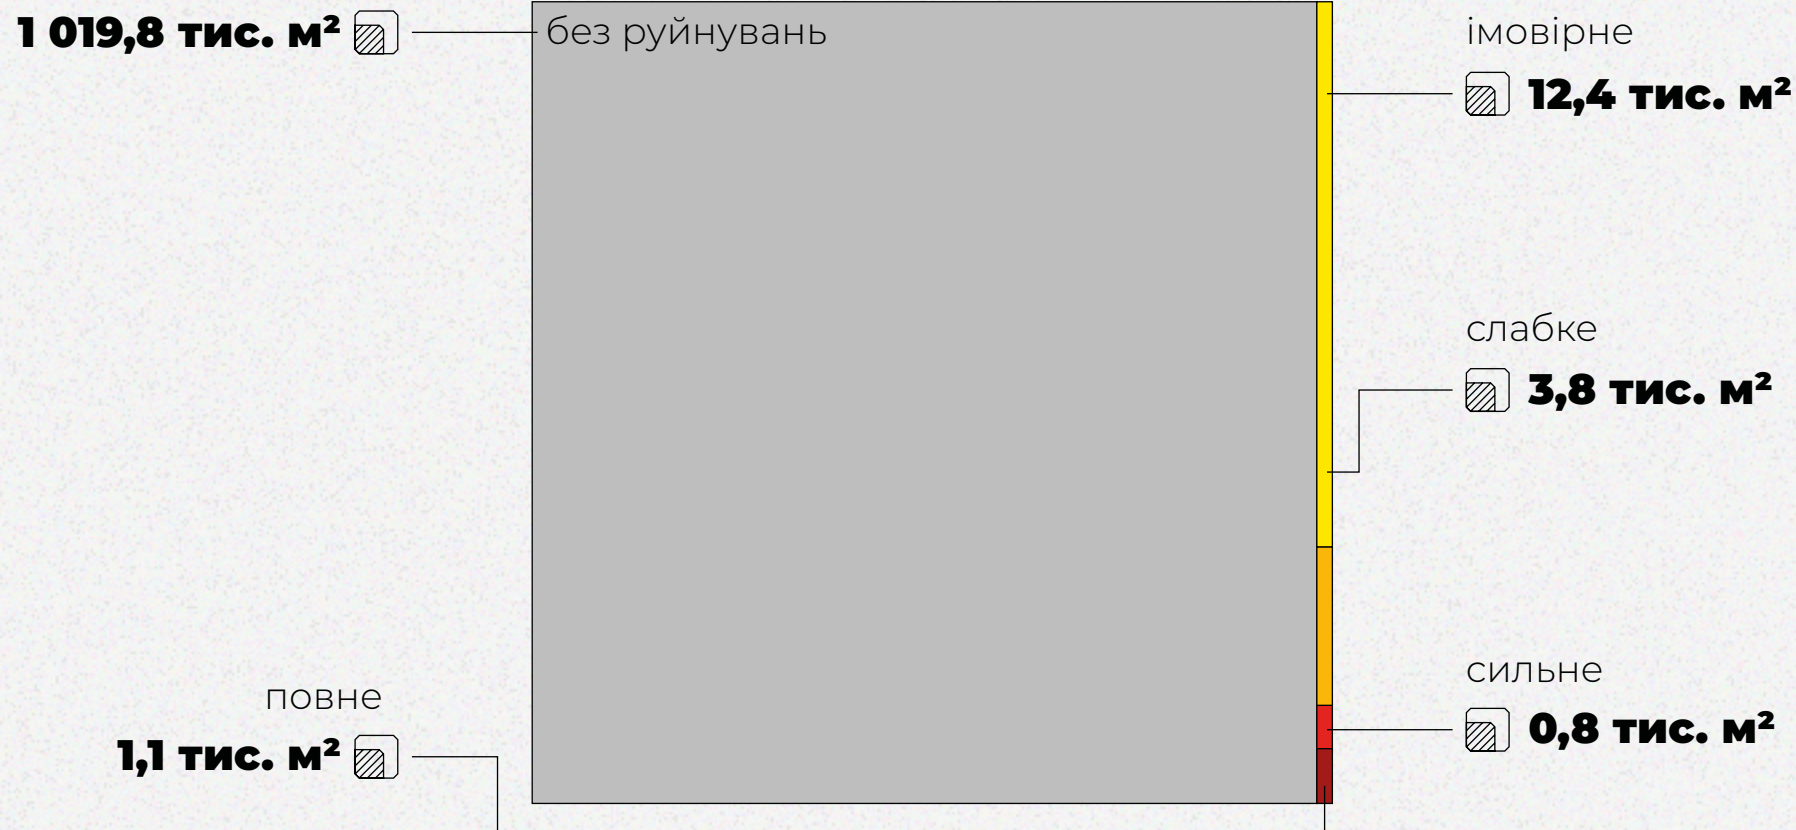 1 019,8 тис. м²
без руйнувань
імовірне
12,4 тис. м²
слабке
3,8 тис. м²
сильне
0,8 тис. м²
повне
1,1 тис. м²